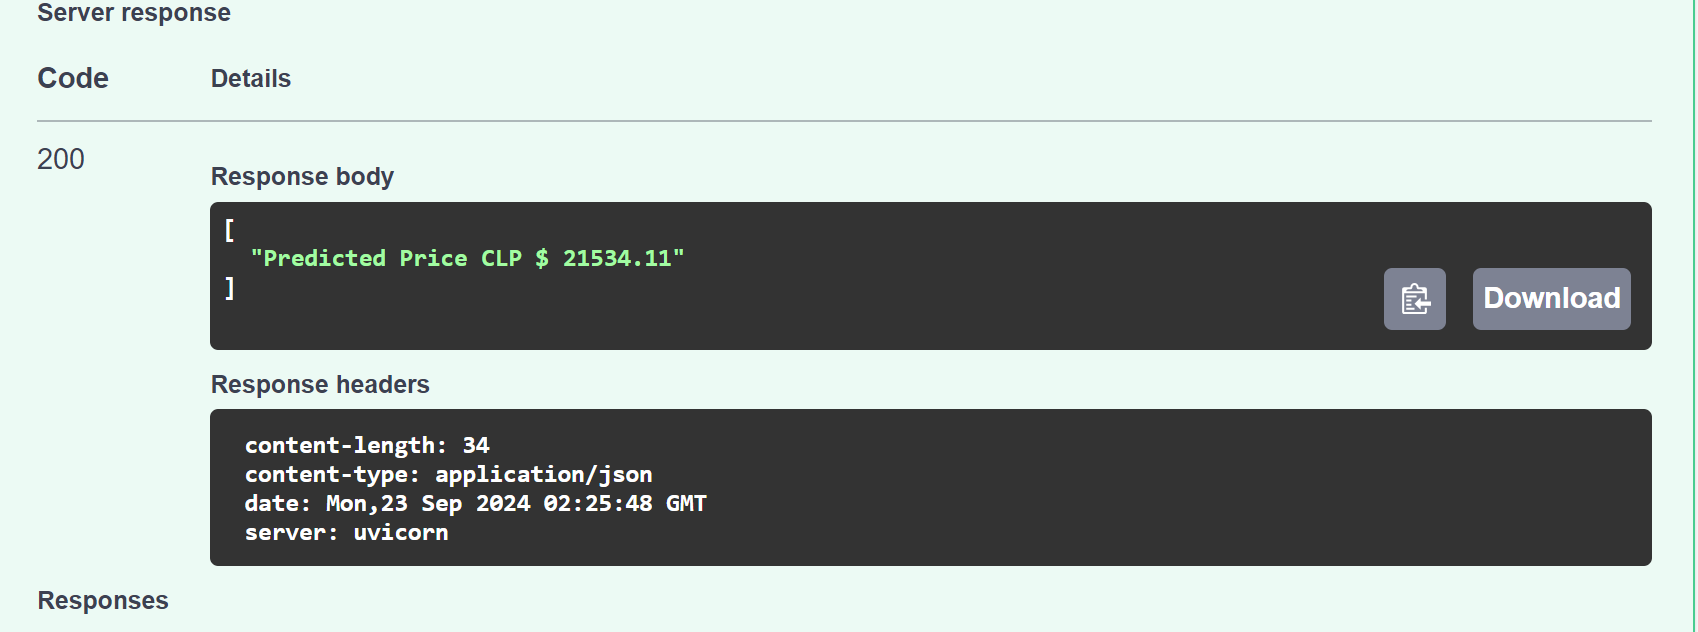 Server response
Code Details
200
Response body
[
"Predicted Price CLP $ 21534.11"
]
Download
Response headers
content-length: 34
content-type: application/json
date: Mon,23 Sep 2024 02:25:48 GMT
server: uvicorn
Responses